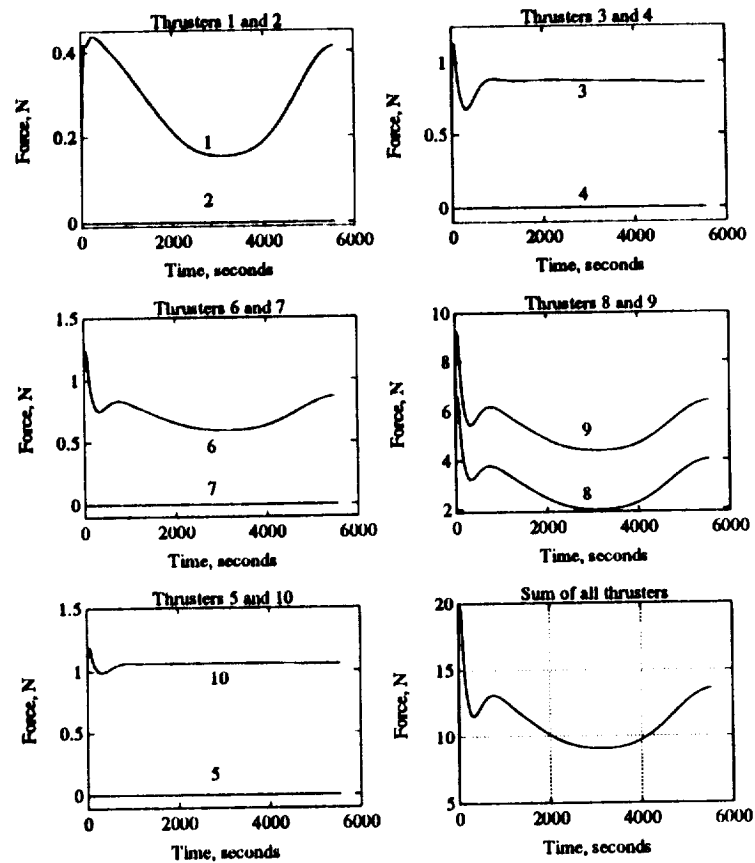 Thrusters 1 and 2
Force, N
0.4
0.2
0
1
2
0 2000 4000 6000
Time, seconds
Thrusters 3 and 4
Force, N
1
0.5
0
3
4
0 2000 4000 6000
Time, seconds
Thrusters 6 and 7
Force, N
1.5
1
0.5
0
6
7
0 2000 4000 6000
Time, seconds
Thrusters 8 and 9
Force, N
10
8
6
4
2
9
8
0 2000 4000 6000
Time, seconds
Thrusters 5 and 10
Force, N
1.5
1
0.5
0
10
5
0 2000 4000 6000
Time, seconds
Sum of all thrusters
Force, N
20
15
10
5
0 2000 4000 6000
Time, seconds